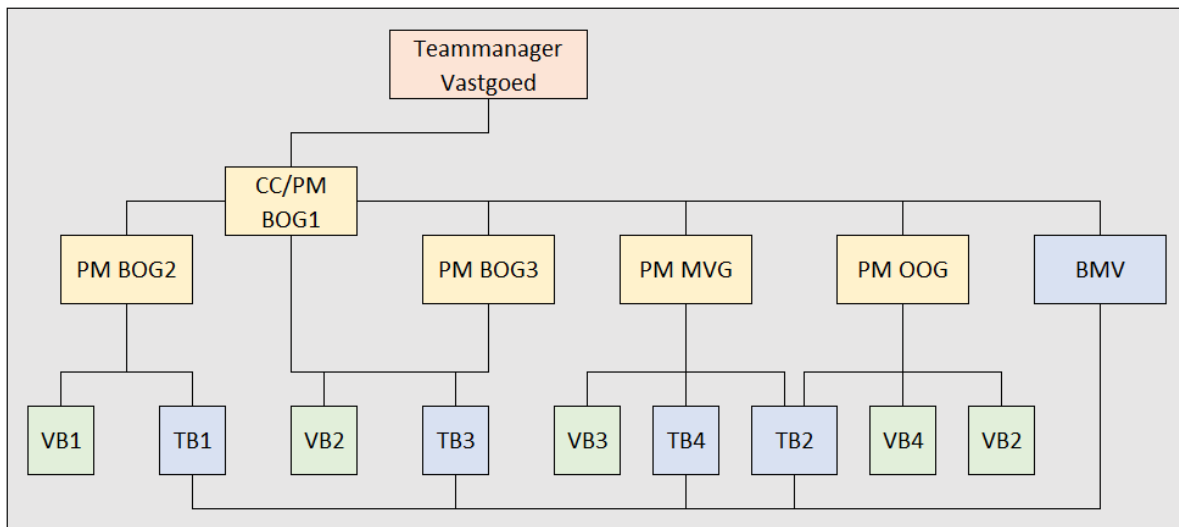 Teammanager
Vastgoed
CC/PM
BOG1
PM BOG2
PM BOG3
PM MVG
PM OOG
BMV
VB1
TB1
VB2
TB3
VB3
TB4
TB2
VB4
VB2